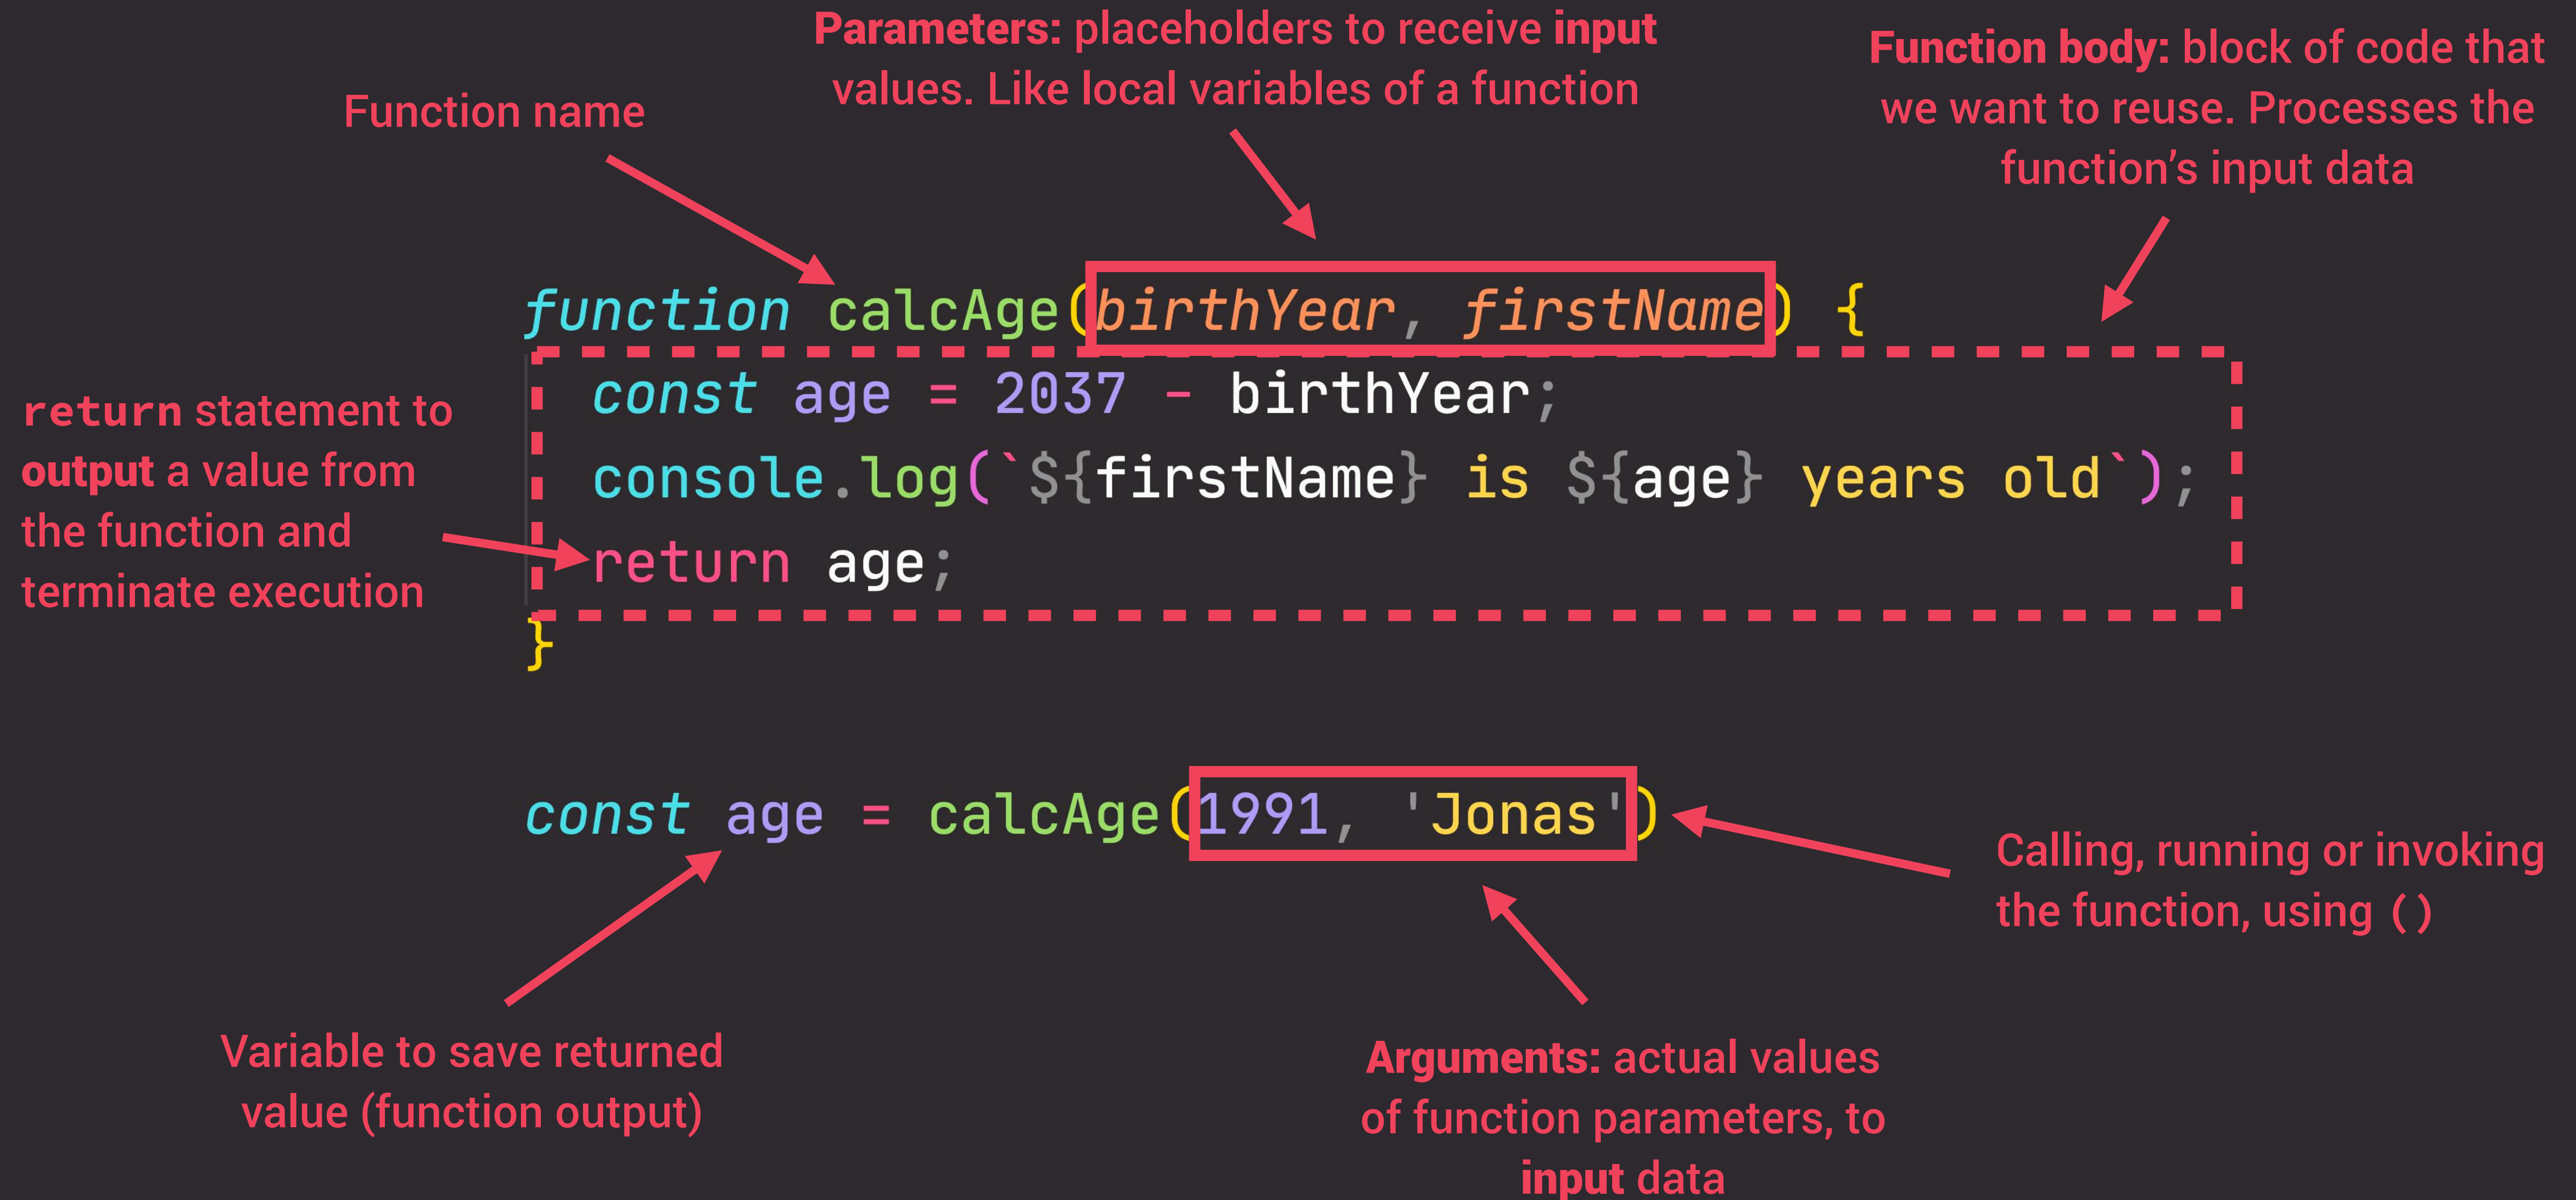 Parameters: placeholders to receive input
values. Like local variables of a function
Function body: block of code that
we want to reuse. Processes the
function’s input data
Function name
function calcAge(birthYear, firstName) {
const age = 2037 - birthYear;
console.log(`${firstName} is ${age} years old`);
return age;
}
return statement to
output a value from
the function and
terminate execution
const age = calcAge(1991, 'Jonas')
Calling, running or invoking
the function, using ()
Variable to save returned
value (function output)
Arguments: actual values
of function parameters, to
input data